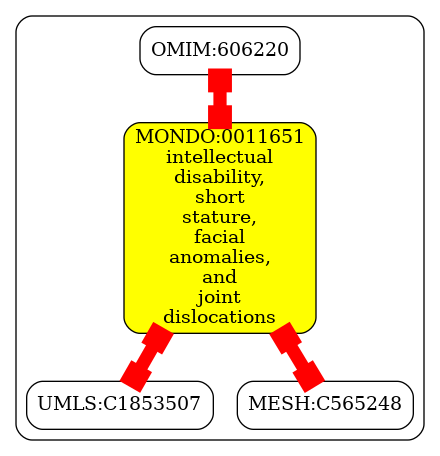 OMIM:606220
MONDO:0011651
intellectual
disability,
short
stature,
facial
anomalies,
and
joint
dislocations
UMLS:C1853507
MESH:C565248